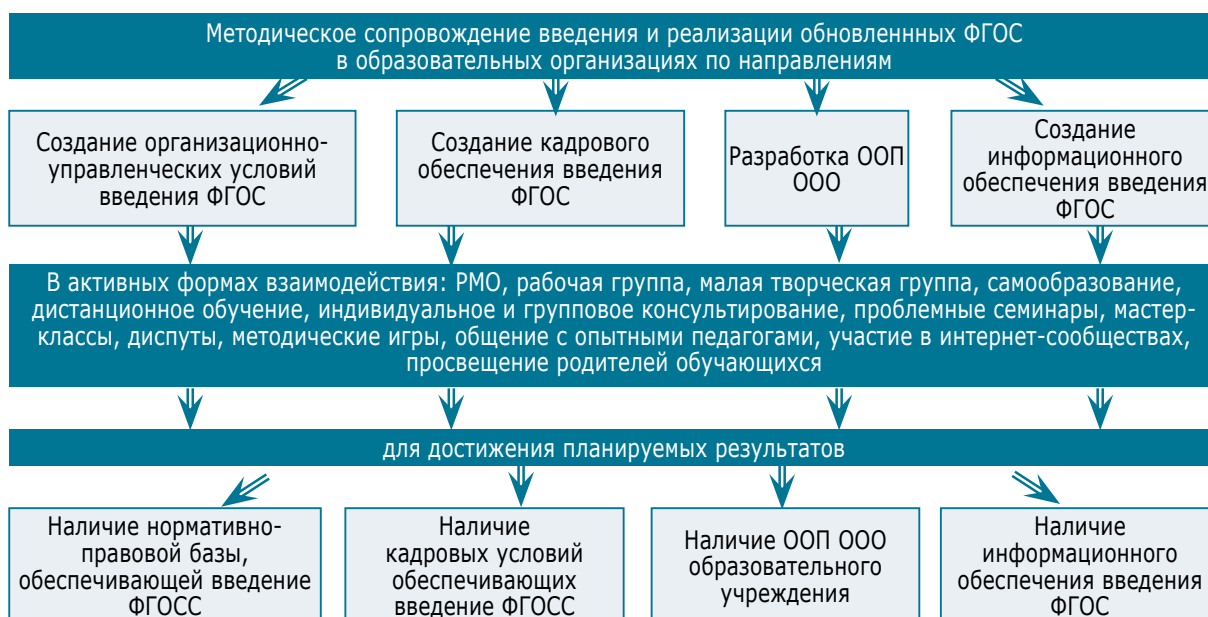 Методическое сопровождение введения и реализации обновленнных ФГОС
в образовательных организациях по направлениям
Создание организационно-
управленческих условий
введения ФГОС
Создание кадрового
обеспечения введения
ФГОС
Разработка ООП
ООО
Создание
информационного
обеспечения введения
ФГОС
В активных формах взаимодействия: РМО, рабочая группа, малая творческая группа, самообразование,
дистанционное обучение, индивидуальное и групповое консультирование, проблемные семинары, мастер-
классы, диспуты, методические игры, общение с опытными педагогами, участие в интернет-сообществах,
просвещение родителей обучающихся
для достижения планируемых результатов
Наличие нормативно-
правовой базы,
обеспечивающей введение
ФГОСС
Наличие
кадровых условий
обеспечивающих
введение ФГОСС
Наличие ООП ООО
образовательного
учреждения
Наличие
информационного
обеспечения введения
ФГОС